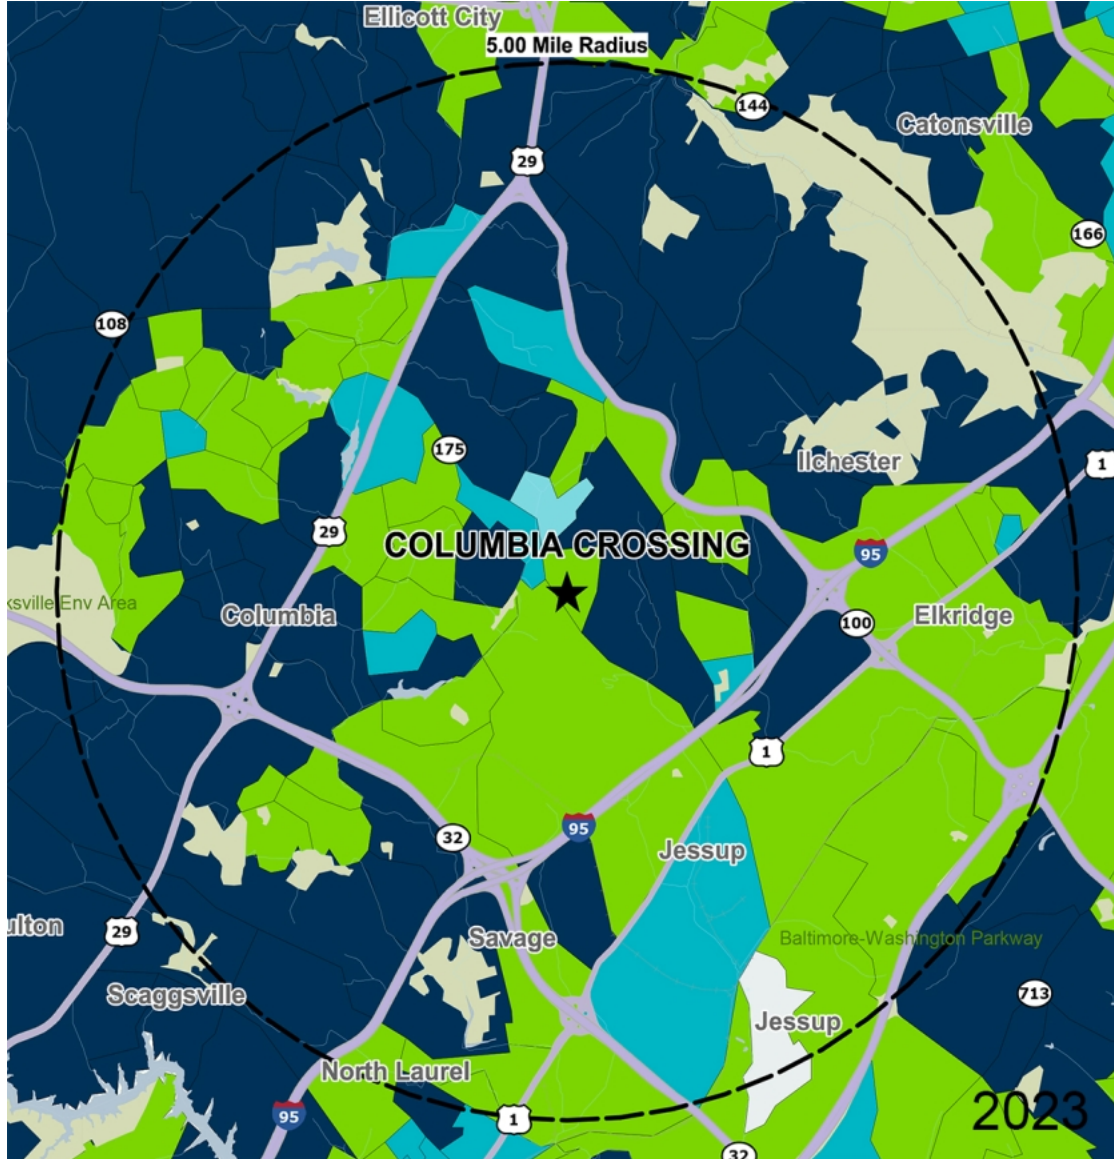 Ellicott City
5.00 Mile Radius
144
Catonsville
29
166
108
175
Ilchester
1
29
COLUMBIA CROSSING
95
ksville Env Area
Columbia
100
Elkridge
1
32
95
Jessup
29
ulton
Savage
Baltimore-Washington Parkway
Scaggsville
713
Jessup
North Laurel
95
1
2023
32